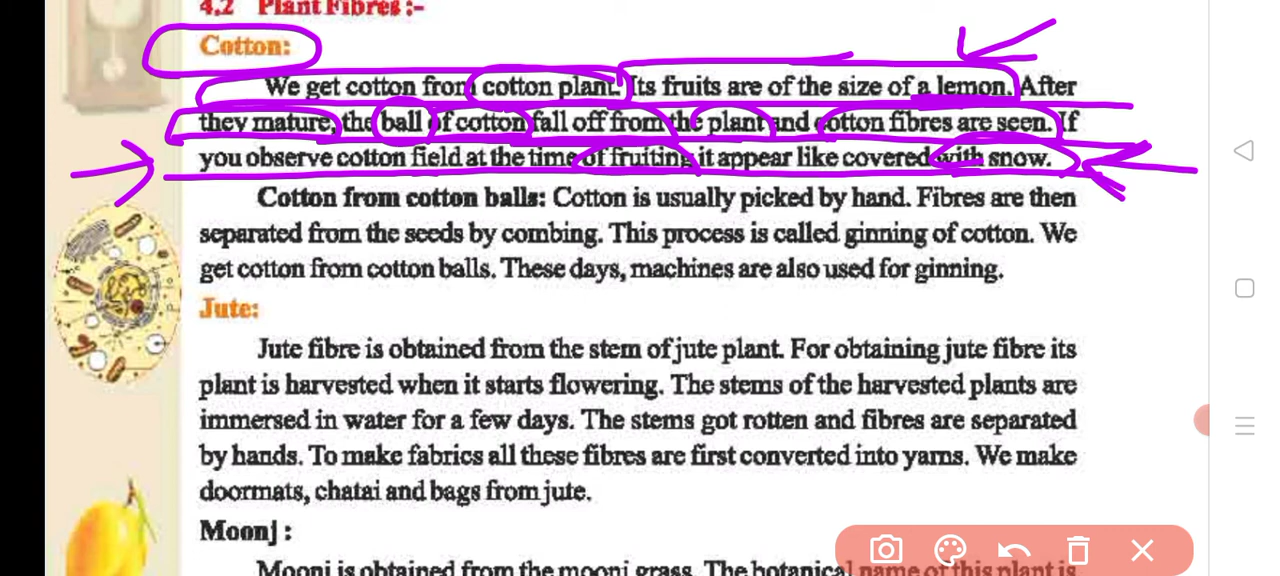 4.2 Plant Fibres :-
Cotton:
We get cotton from cotton plant. Its fruits are of the size of a lemon. After
they mature, the ball of cotton fall off from the plant and cotton fibres are seen. If
you observe cotton field at the time of fruiting it appear like covered with snow.
Cotton from cotton balls: Cotton is usually picked by hand. Fibres are then
separated from the seeds by combing. This process is called ginning of cotton. We
get cotton from cotton balls. These days, machines are also used for ginning.
Jute:
Jute fibre is obtained from the stem of jute plant. For obtaining jute fibre its
plant is harvested when it starts flowering. The stems of the harvested plants are
immersed in water for a few days. The stems got rotten and fibres are separated
by hands. To make fabrics all these fibres are first converted into yarns. We make
doormats, chatai and bags from jute.
Moonj :
Moonj is obtained from the moonj grass. The botanical name of this plant is